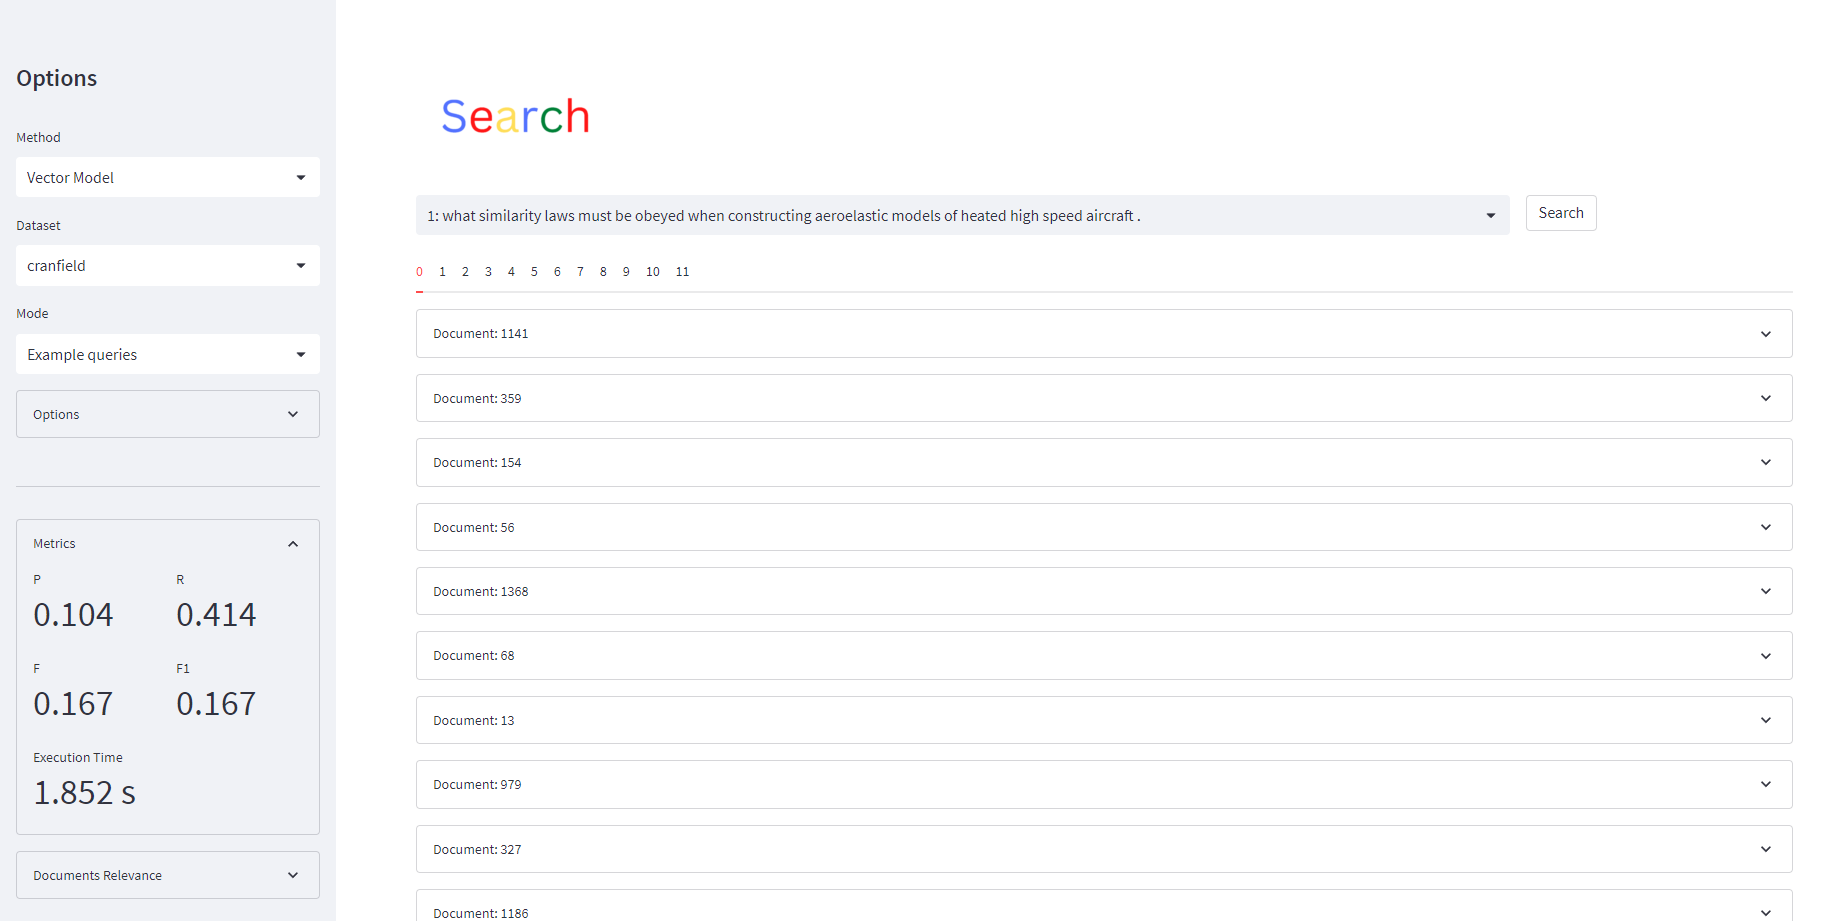 Options
Method
Vector Model
Dataset
cranfield
Mode
Example queries
Options
Metrics
P
R
0.104
0.414
F
F1
0.167
0.167
Execution Time
1.852 s
Documents Relevance
Search
1: what similarity laws must be obeyed when constructing aeroelastic models of heated high speed aircraft .
Search
0 1 2 3 4 5 6 7 8 9 10 11
Document: 1141
Document: 359
Document: 154
Document: 56
Document: 1368
Document: 68
Document: 13
Document: 979
Document: 327
Document: 1186